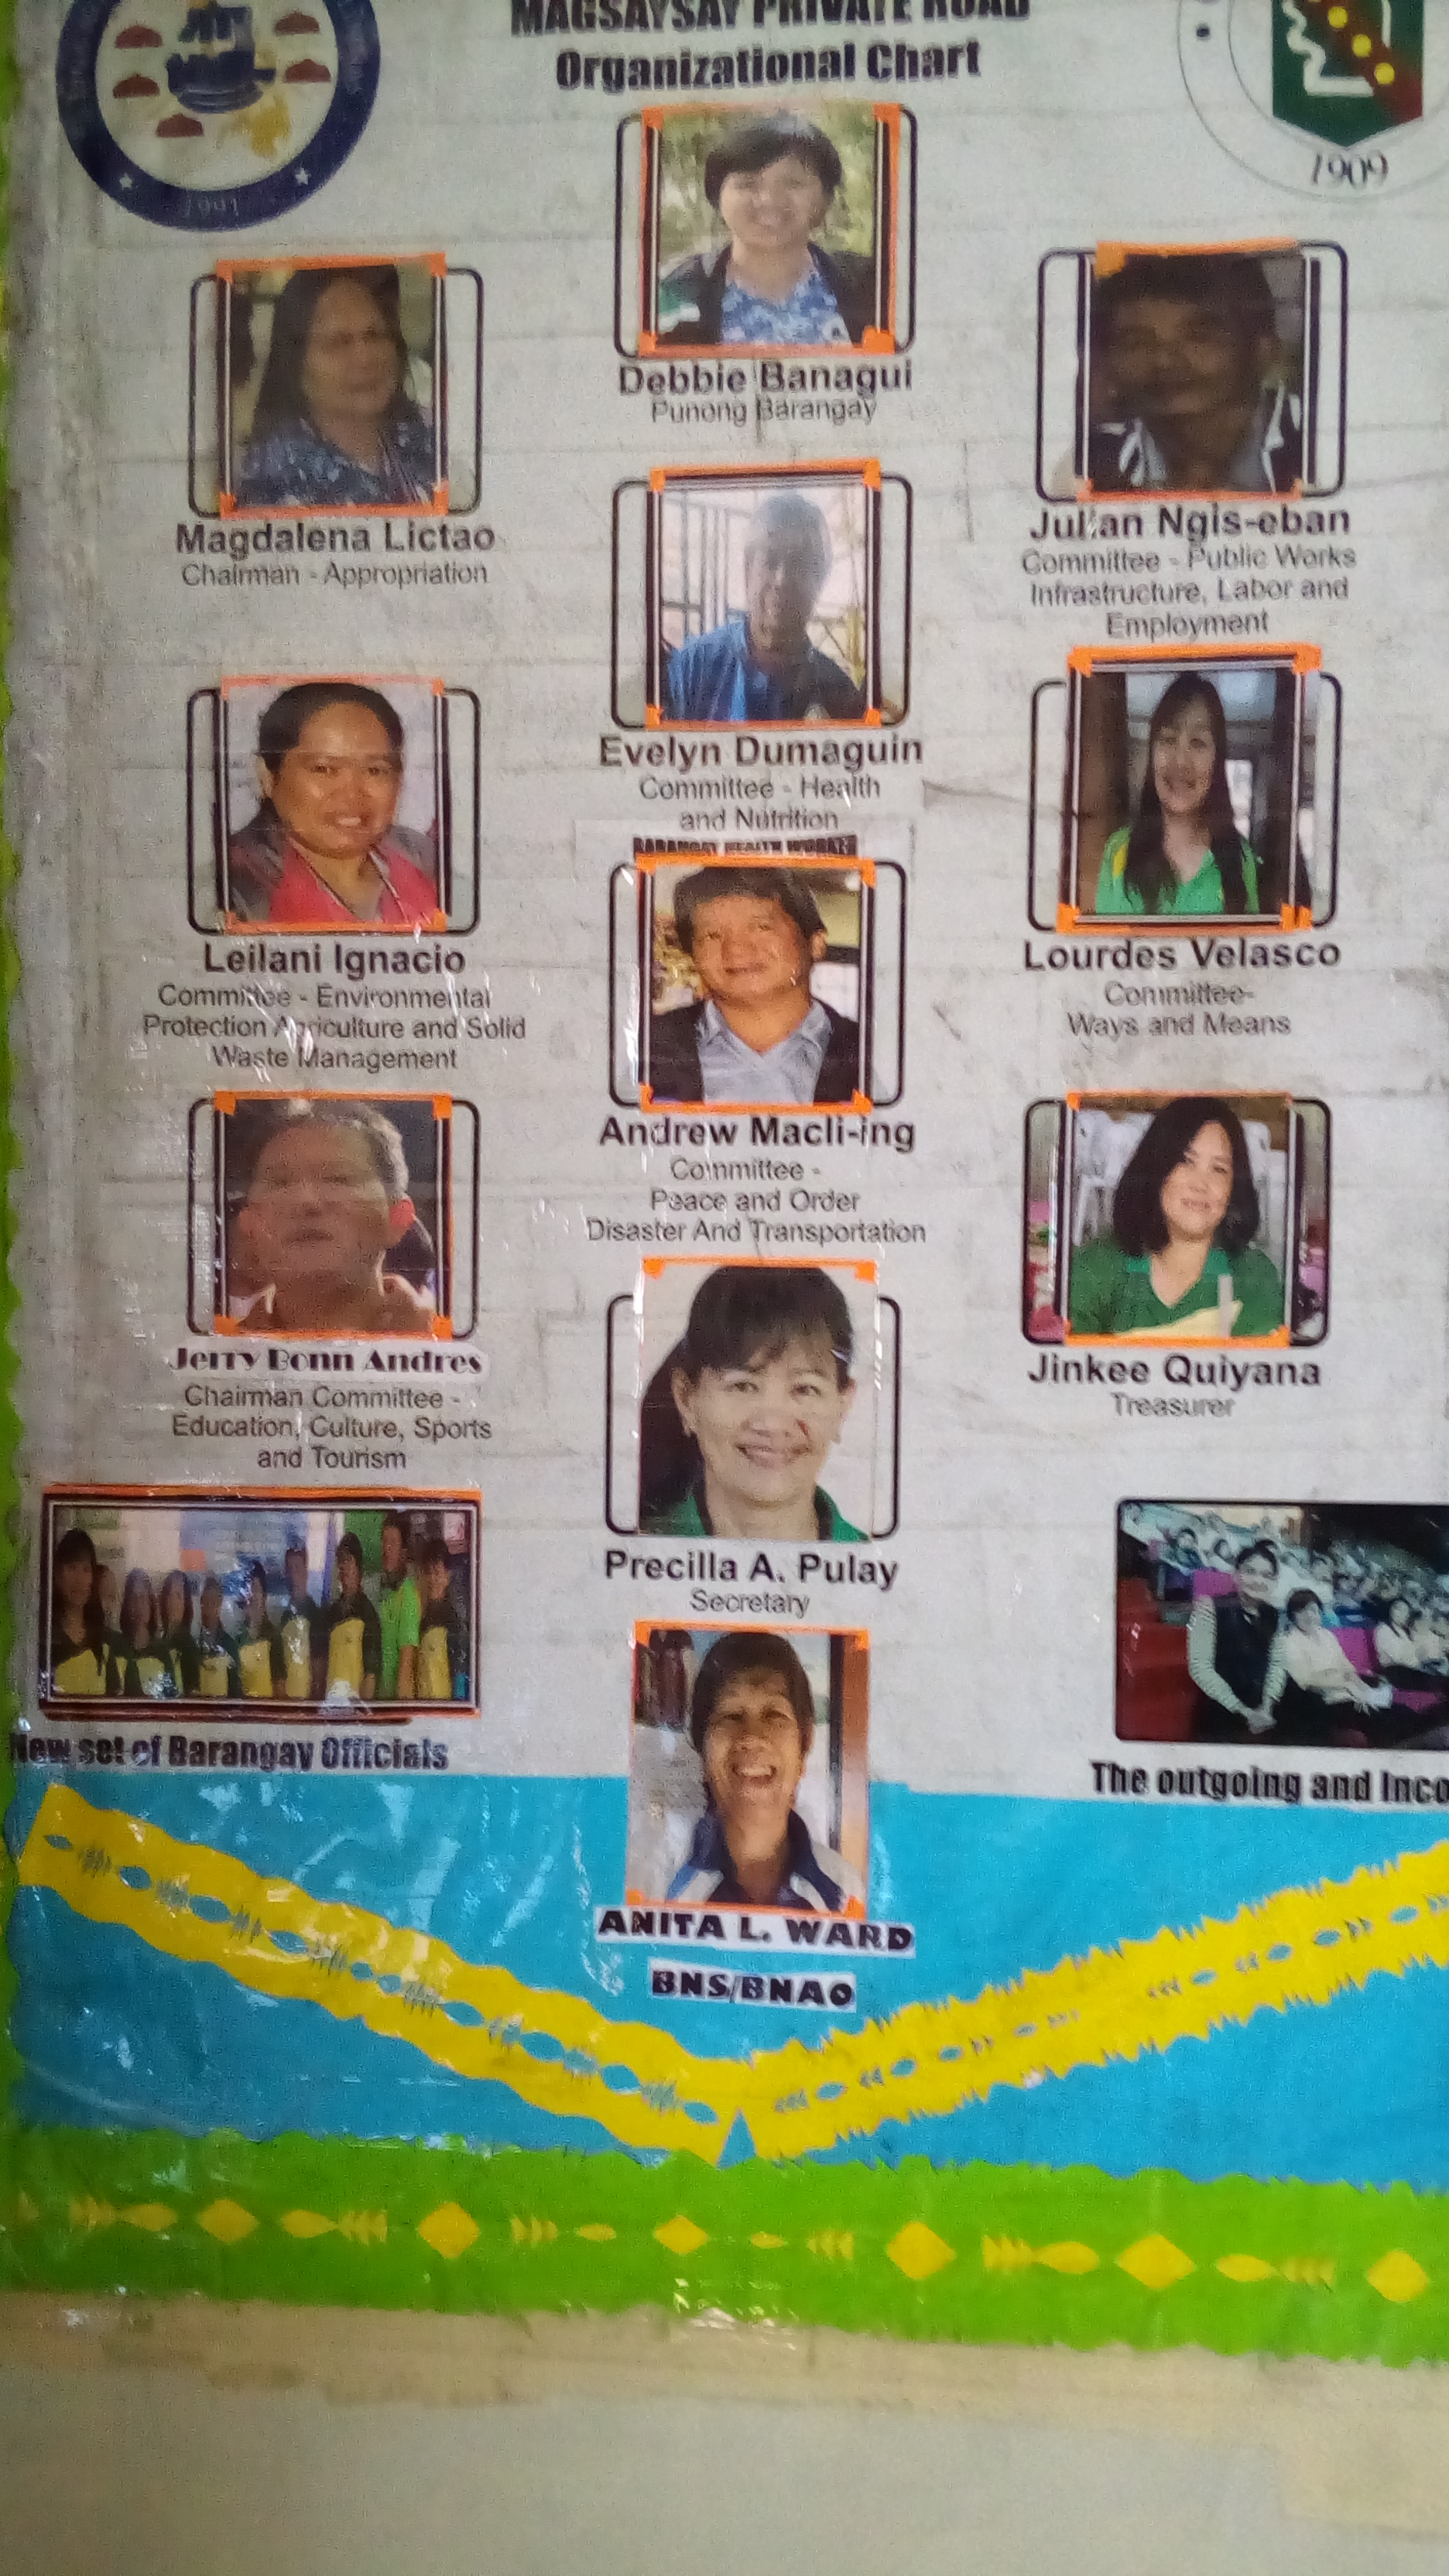 MAGSAYSAY PRIVATE ROAD
Organizational Chart
1909
Debbie Banagui
Punong Barangay
Magdalena Lictao
Chairman - Appropriation
Julian Ngis-eban
Committee - Public Works
Infrastructure, Labor and
Employment
Evelyn Dumaguin
Committee - Health
and Nutrition
BARANGAY HEALTH WORKER
Leilani Ignacio
Committee - Environmental
Protection Agriculture and Solid
Waste Management
Lourdes Velasco
Committee-
Ways and Means
Andrew Macli-ing
Committee -
Peace and Order
Disaster And Transportation
Jerry Bonn Andres
Chairman Committee -
Education, Culture, Sports
and Tourism
Jinkee Quiyana
Treasurer
Precilla A. Pulay
Secretary
New set of Barangay Officials
The outgoing and Inco
ANITA L. WARD
BNS/BNAO